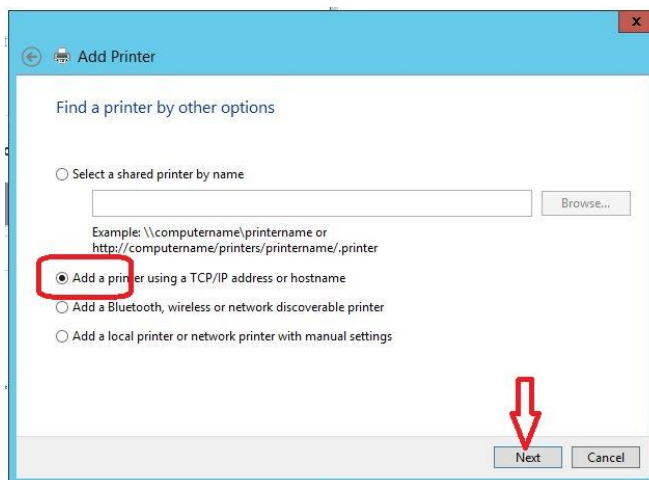 x
Add Printer
Find a printer by other options
Select a shared printer by name
Browse...
Example: \\computername\printername or
http://computername/printers/printername/.printer
Add a printer using a TCP/IP address or hostname
Add a Bluetooth, wireless or network discoverable printer
Add a local printer or network printer with manual settings
Next Cancel